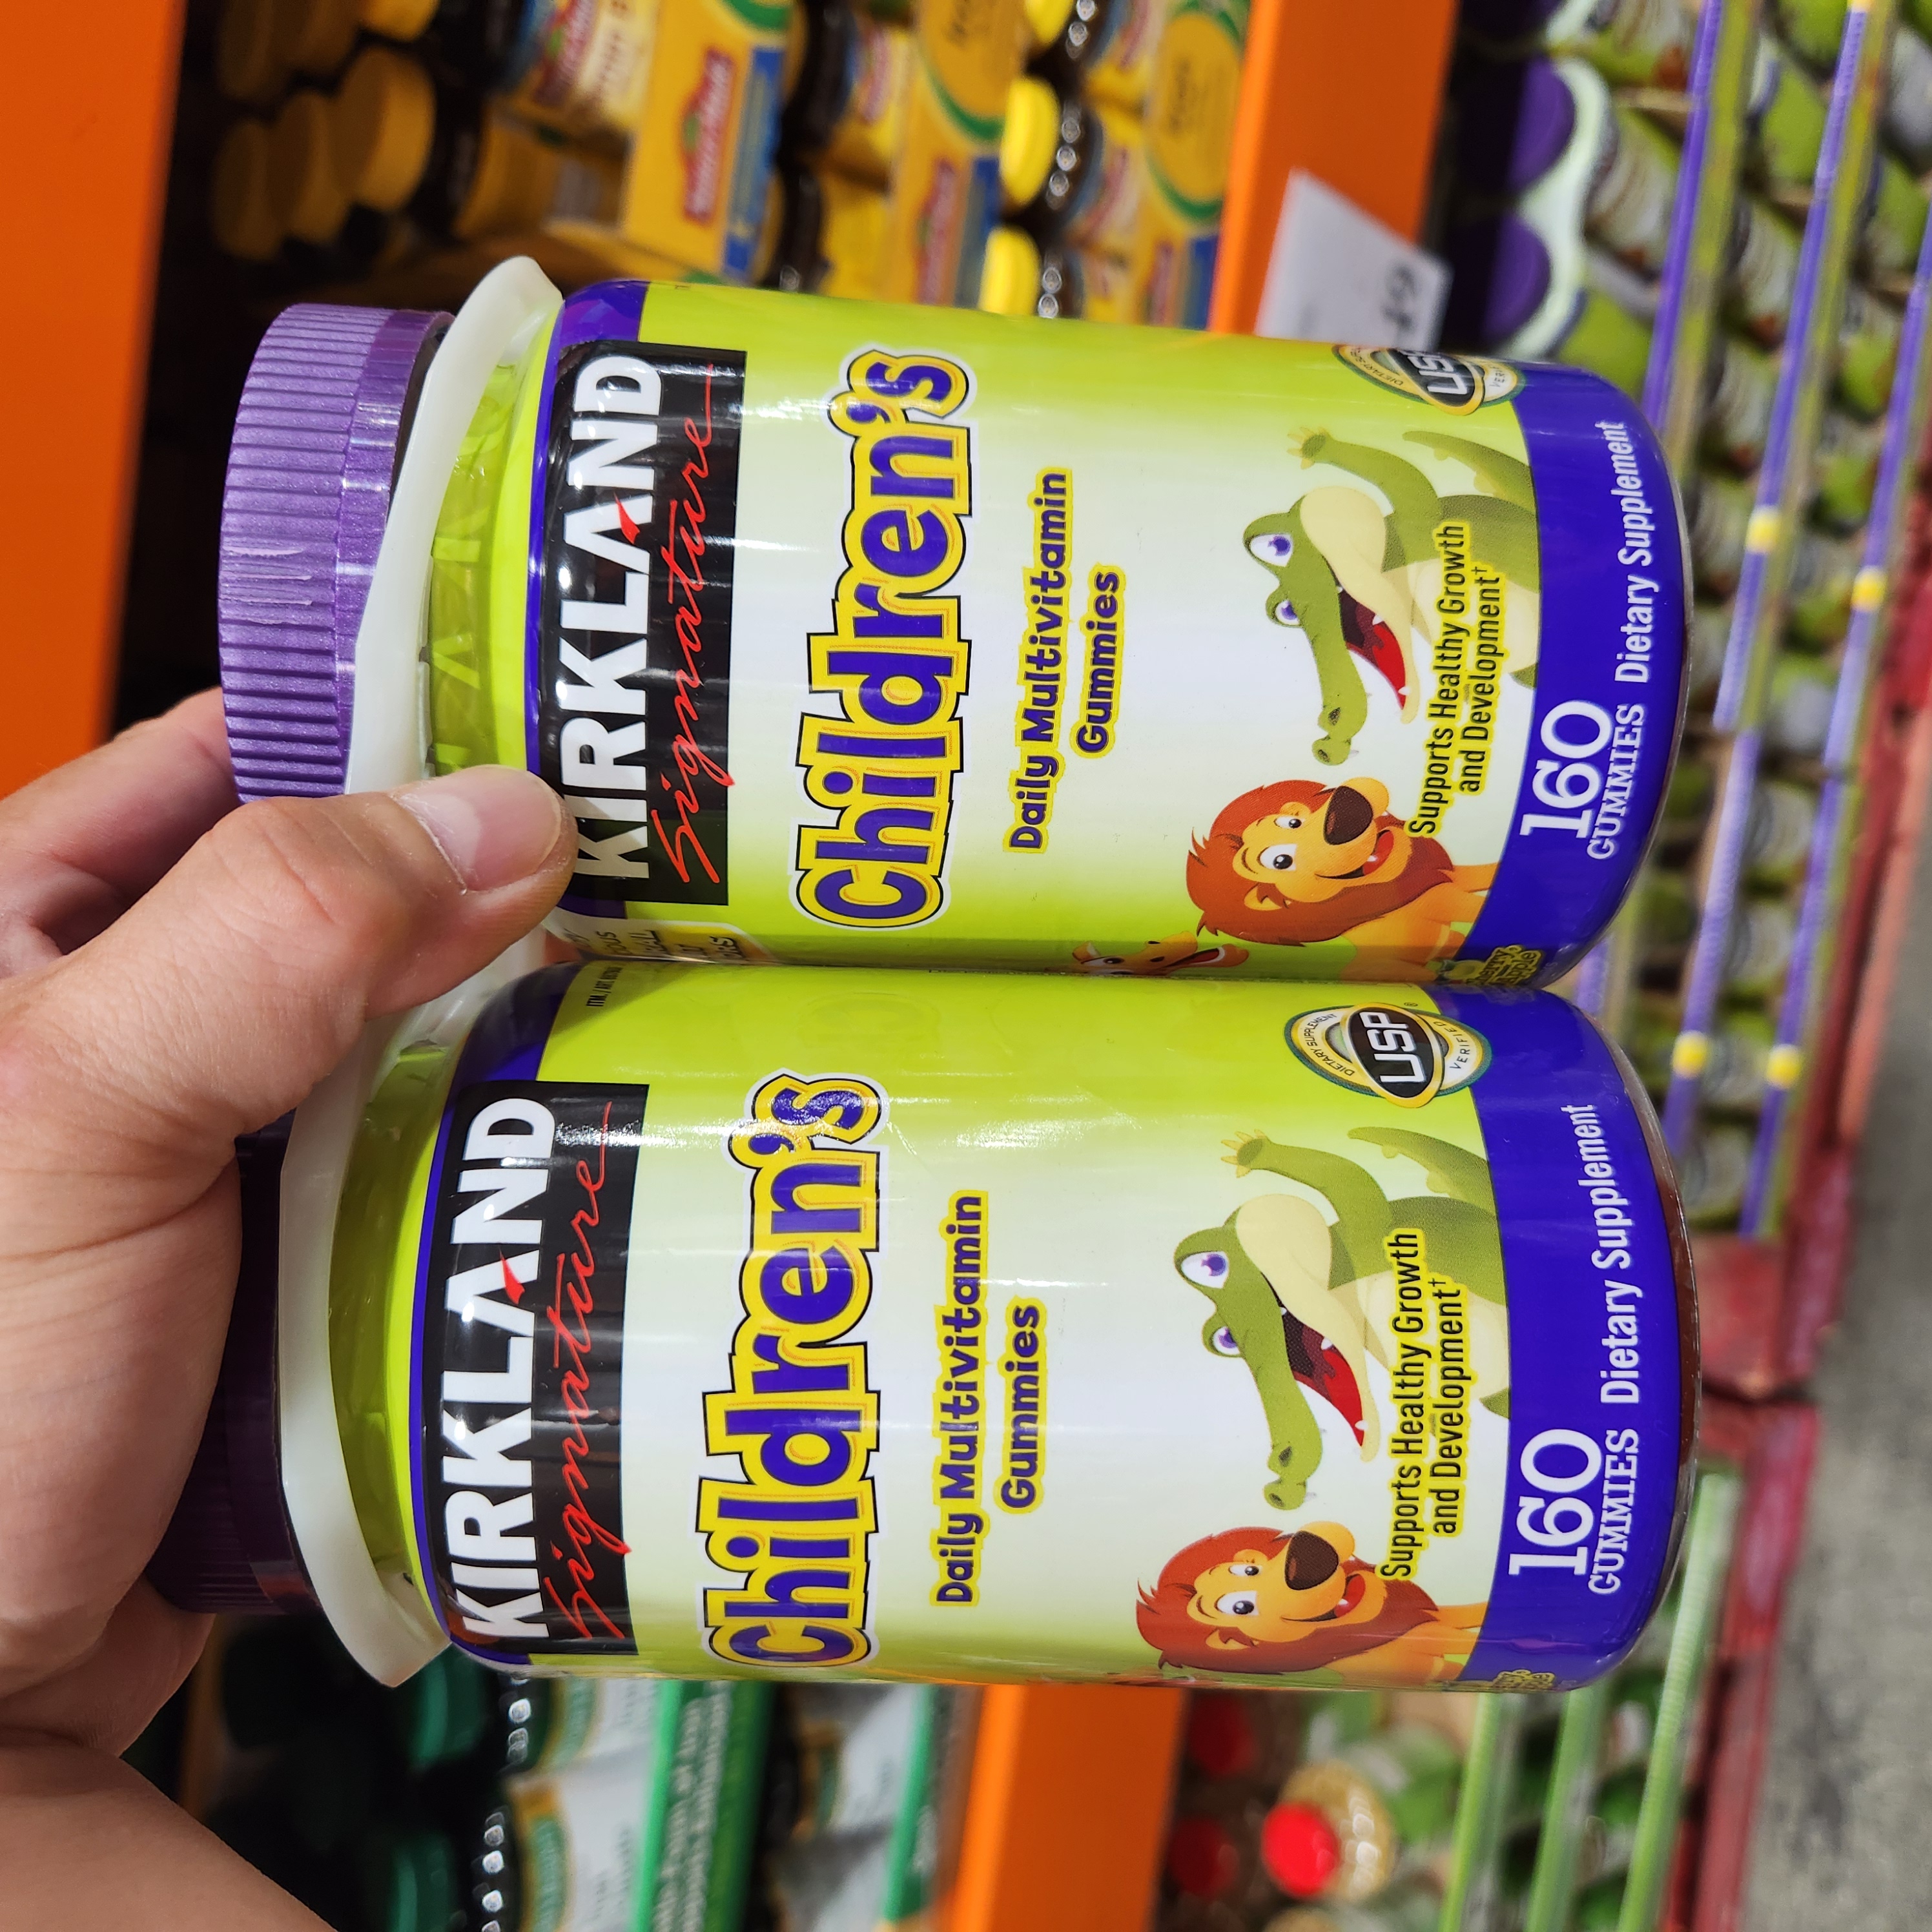 KIRKLAND
Signature
Children's
Daily Multivitamin
Gummies
USP
Supports Healthy Growth
and Development†
160
GUMMIES
Dietary Supplement
KIRKLAND
Signature
Children's
Daily Multivitamin
Gummies
DIETARY SUPPLEMENT
USP
VERIFIED
®
Supports Healthy Growth
and Development†
160
GUMMIES
Dietary Supplement